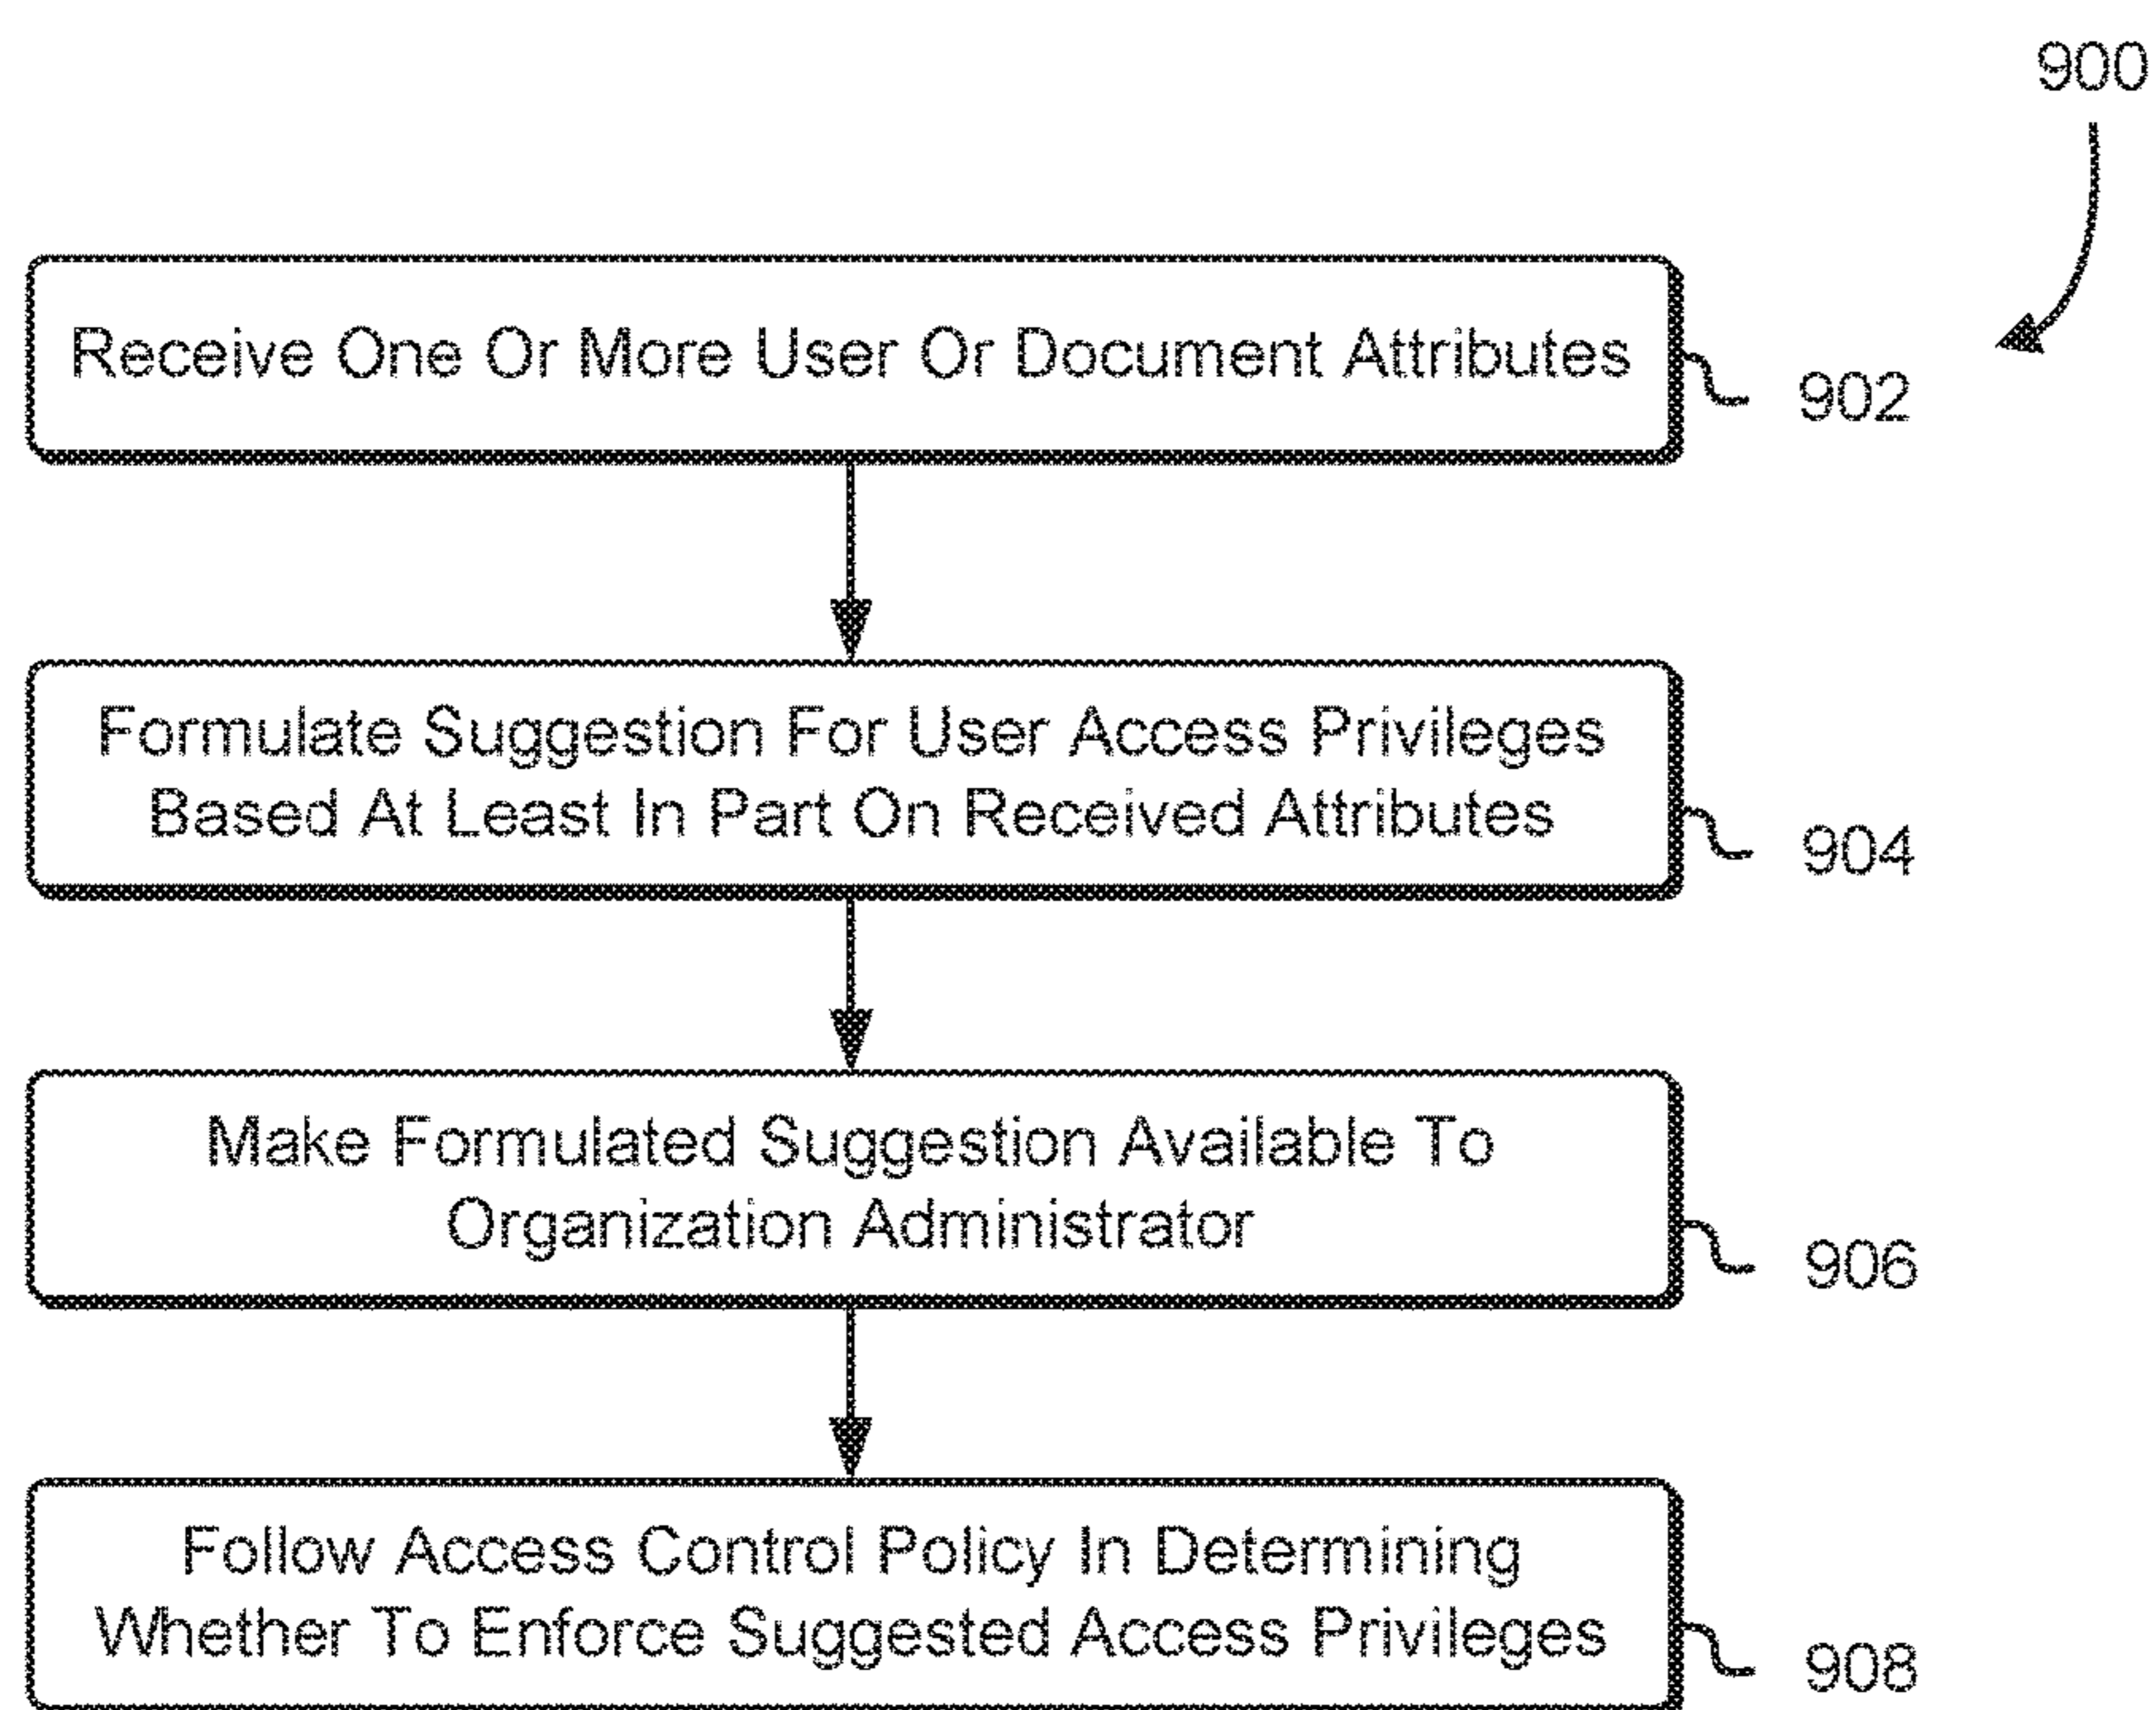 900
Receive One Or More User Or Document Attributes
902
Formulate Suggestion For User Access Privileges
Based At Least In Part On Received Attributes
904
Make Formulated Suggestion Available To
Organization Administrator
906
Follow Access Control Policy In Determining
Whether To Enforce Suggested Access Privileges
908